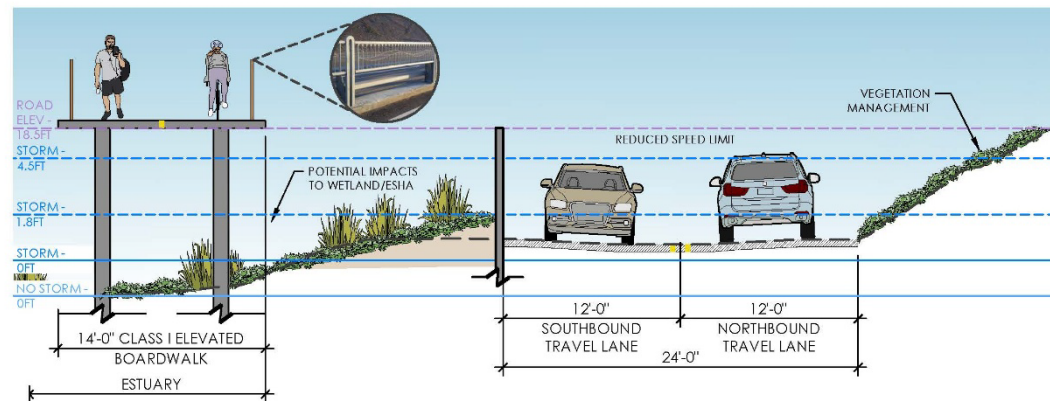 ROAD
ELEV -
18.5FT
STORM -
4.5FT
STORM -
1.8FT
STORM -
0FT
NO STORM -
0FT
POTENTIAL IMPACTS
TO WETLAND/ESHA
REDUCED SPEED LIMIT
VEGETATION
MANAGEMENT
14'-0" CLASS I ELEVATED
BOARDWALK
ESTUARY
12'-0"
SOUTHBOUND
TRAVEL LANE
12'-0"
NORTHBOUND
TRAVEL LANE
24'-0"